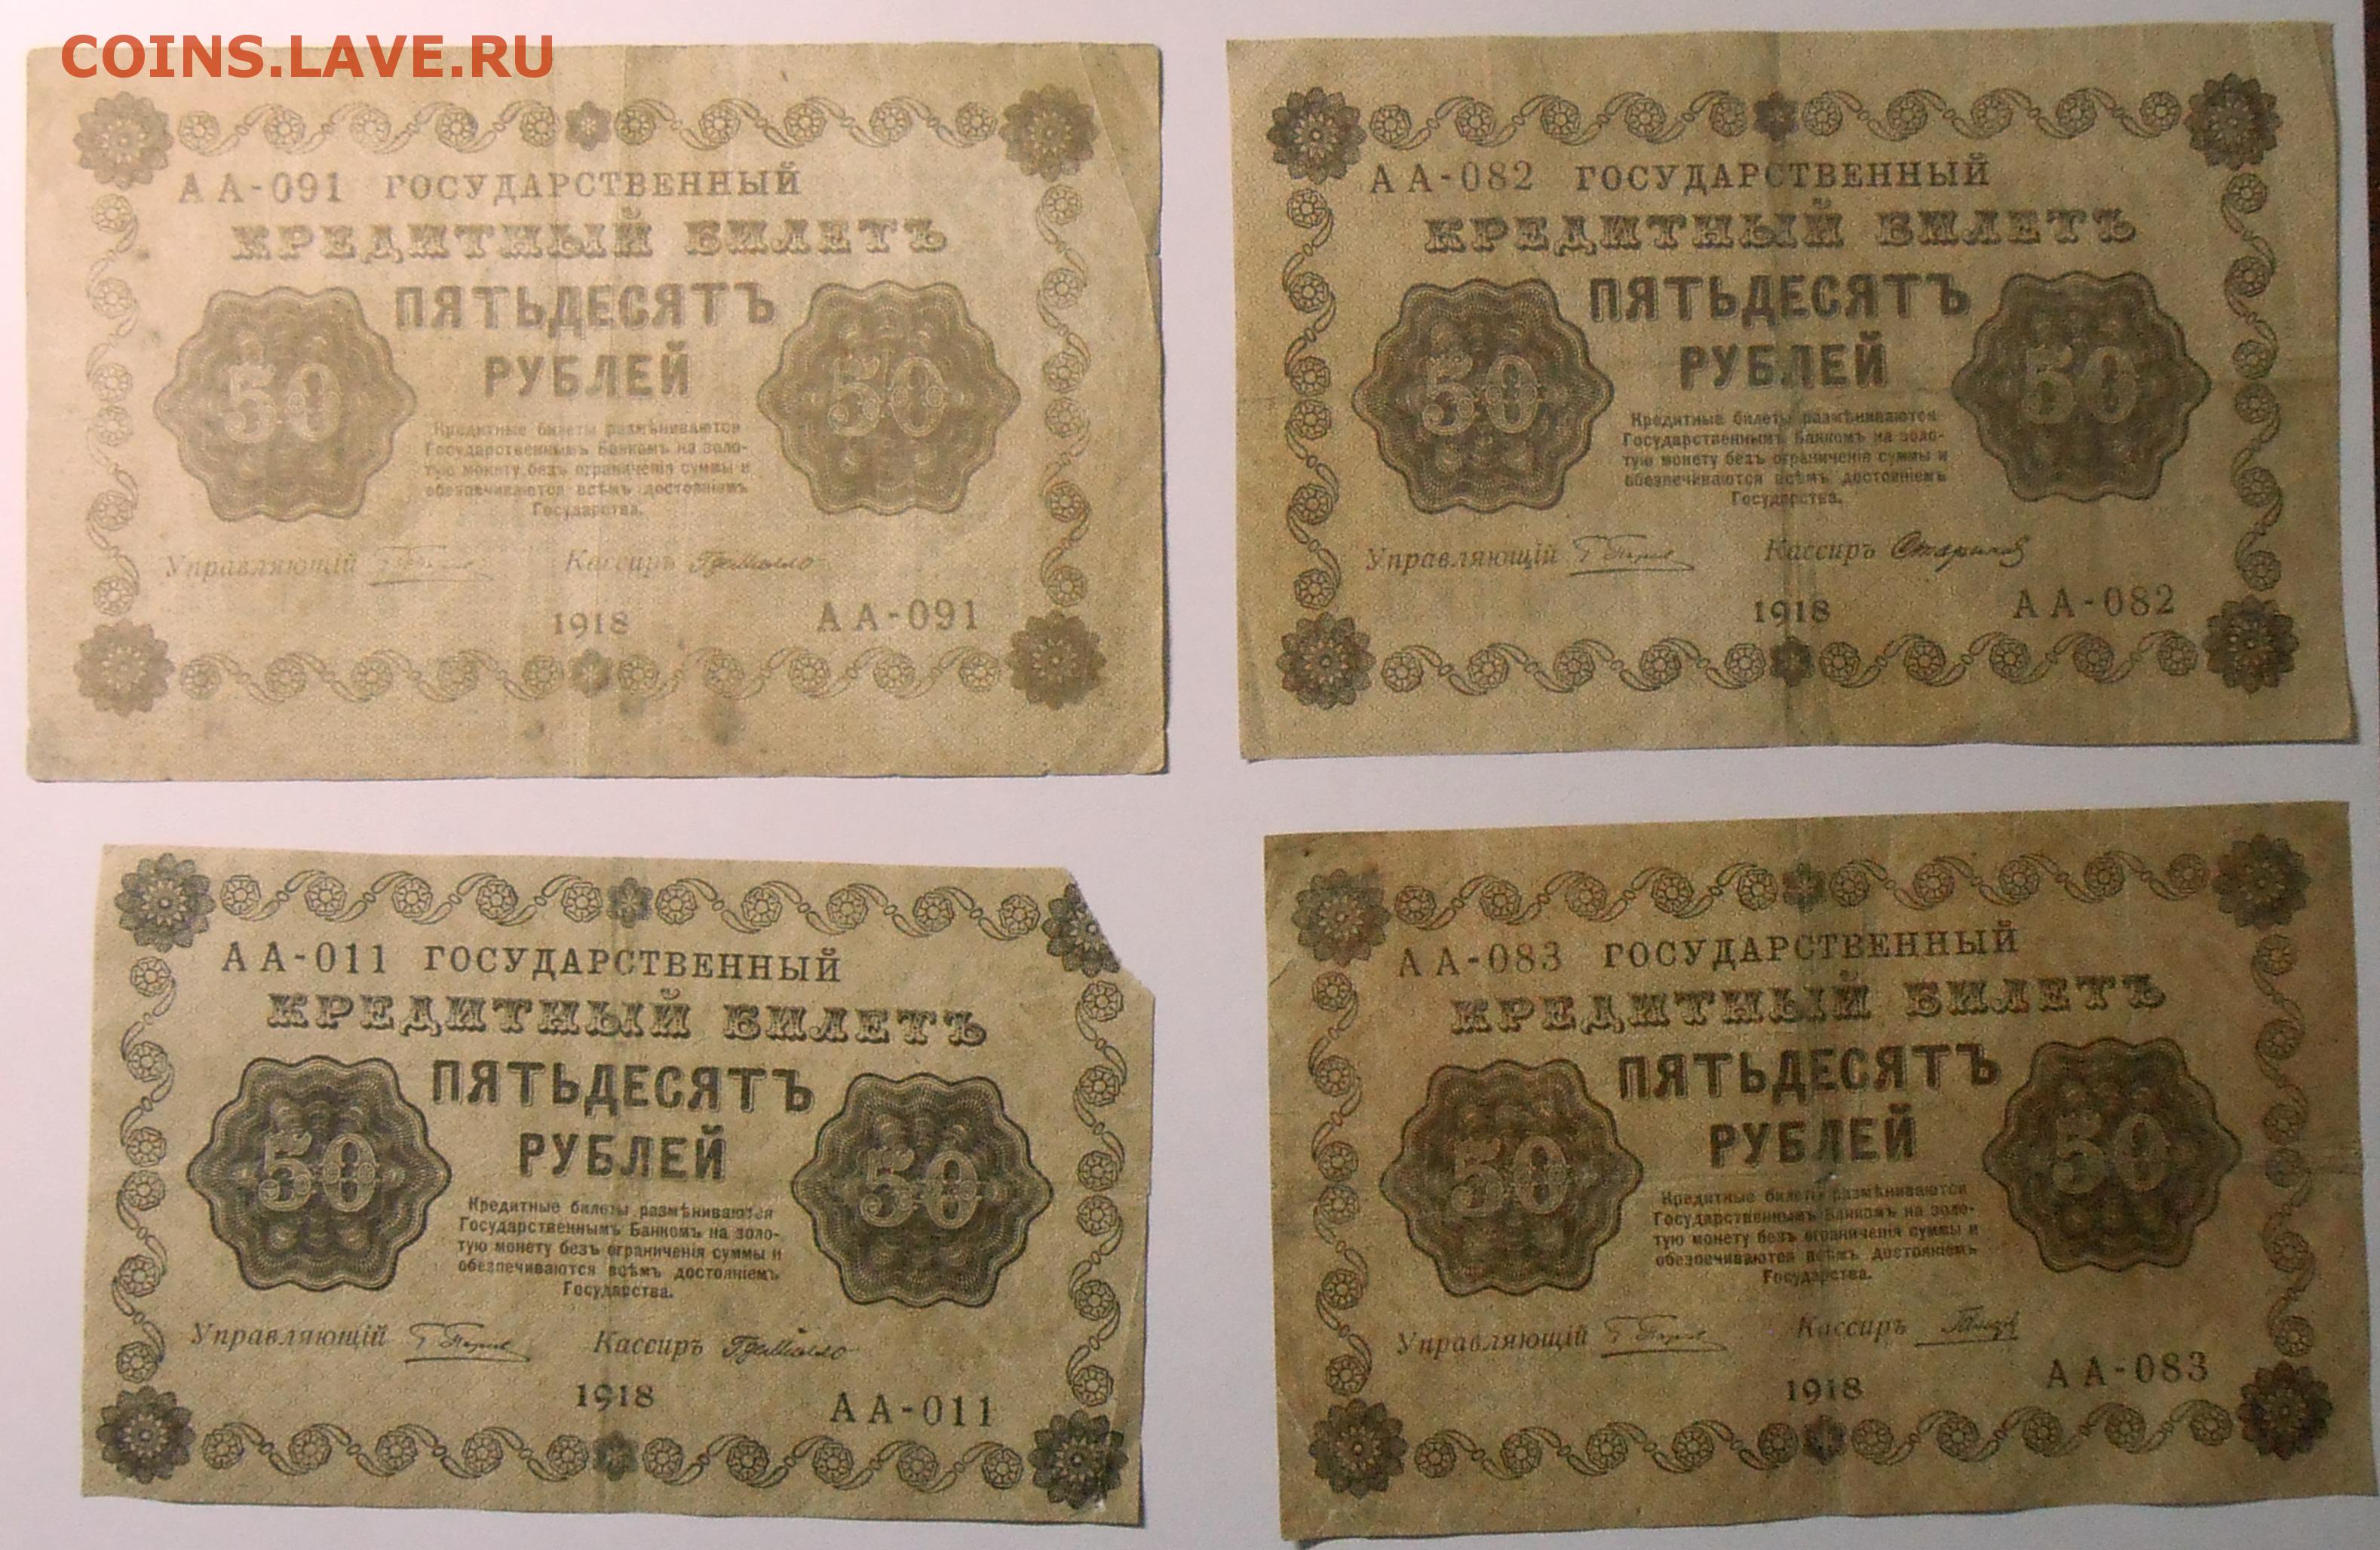 COINS.LAVE.RU
АА-091 ГОСУДАРСТВЕННЫЙ
КРЕДИТНЫЙ БИЛЕТЪ
ПЯТЬДЕСЯТЪ
РУБЛЕЙ
50 50
Кредитные билеты размѣниваются
Государственнымъ Банкомъ на золо-
тую монету безъ ограниченія суммы и
обезпечиваются всѣмъ достояніемъ
Государства.
Управляющій Кассиръ
1918 АА-091
АА-082 ГОСУДАРСТВЕННЫЙ
КРЕДИТНЫЙ БИЛЕТЪ
ПЯТЬДЕСЯТЪ
РУБЛЕЙ
50 50
Кредитные билеты размѣниваются
Государственнымъ Банкомъ на золо-
тую монету безъ ограниченія суммы и
обезпечиваются всѣмъ достояніемъ
Государства.
Управляющій Кассиръ
1918 АА-082
АА-011 ГОСУДАРСТВЕННЫЙ
КРЕДИТНЫЙ БИЛЕТЪ
ПЯТЬДЕСЯТЪ
РУБЛЕЙ
50 50
Кредитные билеты размѣниваются
Государственнымъ Банкомъ на золо-
тую монету безъ ограниченія суммы и
обезпечиваются всѣмъ достояніемъ
Государства.
Управляющій Кассиръ
1918 АА-011
АА-083 ГОСУДАРСТВЕННЫЙ
КРЕДИТНЫЙ БИЛЕТЪ
ПЯТЬДЕСЯТЪ
РУБЛЕЙ
50 50
Кредитные билеты размѣниваются
Государственнымъ Банкомъ на золо-
тую монету безъ ограниченія суммы и
обезпечиваются всѣмъ достояніемъ
Государства.
Управляющій Кассиръ
1918 АА-083